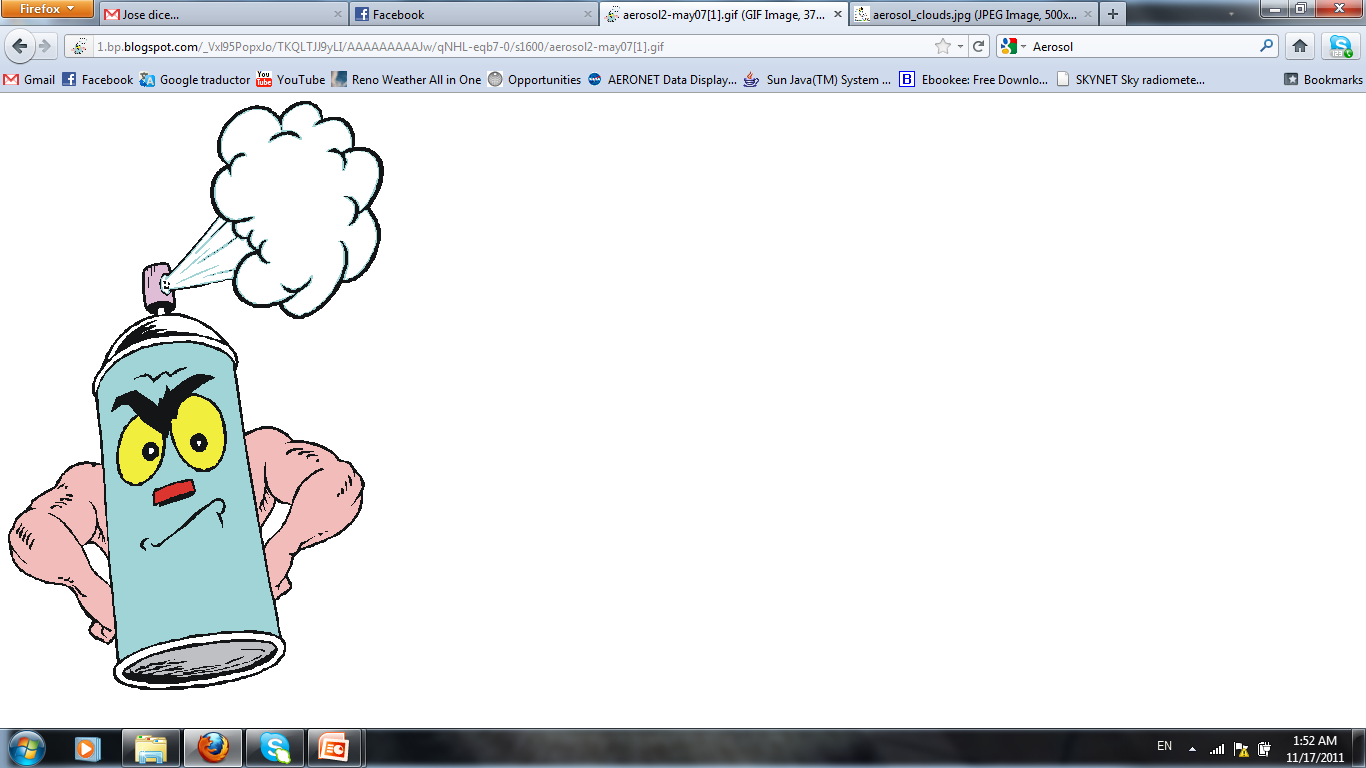 Firefox
Jose dice...
Facebook
aerosol2-may07[1].gif (GIF Image, 37...
aerosol_clouds.jpg (JPEG Image, 500x...
1.bp.blogspot.com/_VxI95PopxJo/TKQLTJJ9yLI/AAAAAAAAAJw/qNHL-eqb7-0/s1600/aerosol2-may07[1].gif
Aerosol
Gmail Facebook Google traductor YouTube Reno Weather All in One Opportunities AERONET Data Display... Sun Java(TM) System ... Ebookee: Free Downlo... SKYNET Sky radiomete... Bookmarks
EN
1:52 AM
11/17/2011